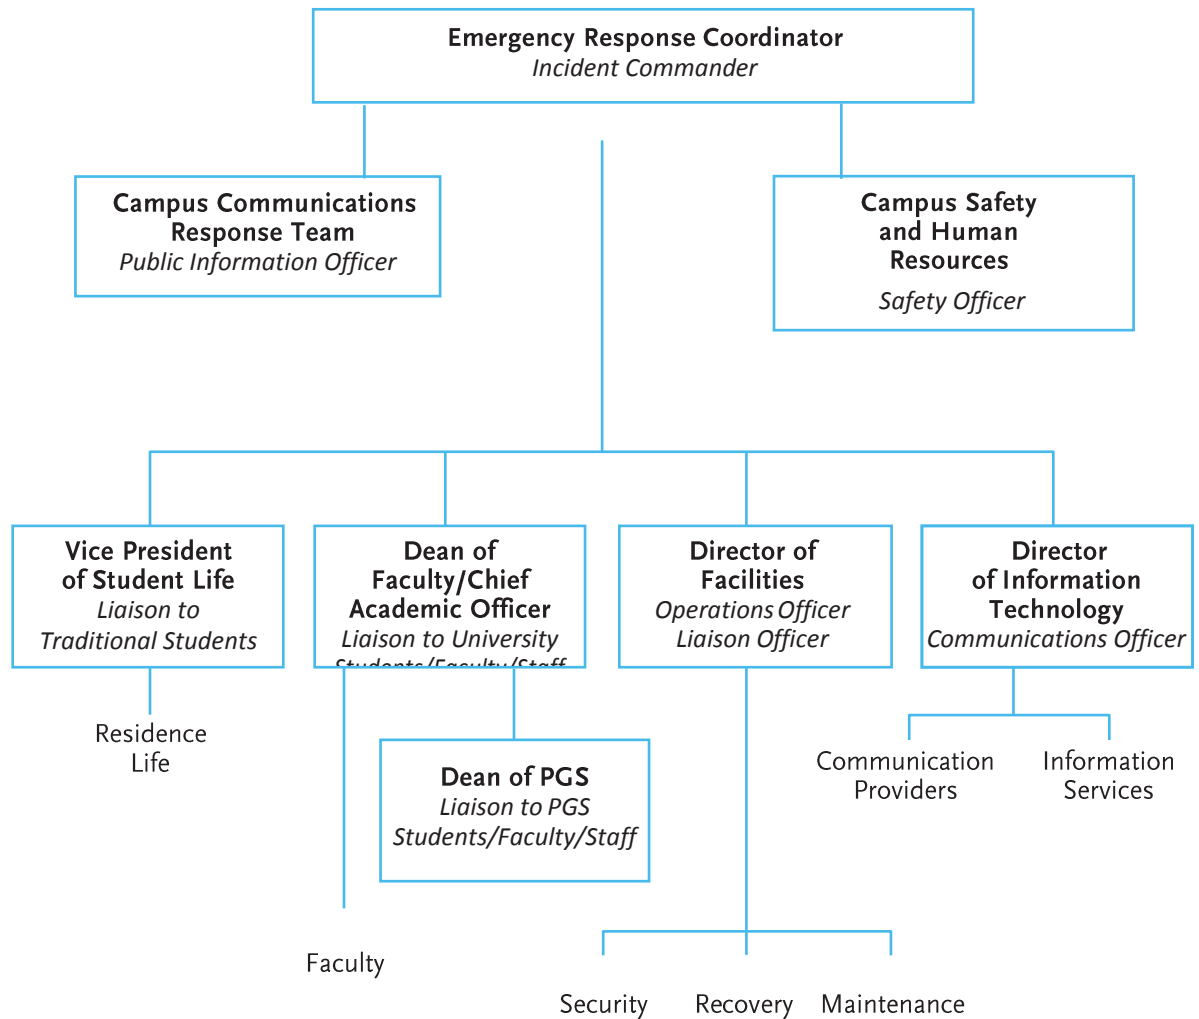 Emergency Response Coordinator
Incident Commander
Campus Communications
Response Team
Public Information Officer
Campus Safety
and Human
Resources
Safety Officer
Vice President
of Student Life
Liaison to
Traditional Students
Dean of
Faculty/Chief
Academic Officer
Liaison to University
Students/Faculty/Staff
Director of
Facilities
Operations Officer
Liaison Officer
Director
of Information
Technology
Communications Officer
Residence
Life
Dean of PGS
Liaison to PGS
Students/Faculty/Staff
Communication
Providers
Information
Services
Faculty
Security
Recovery
Maintenance